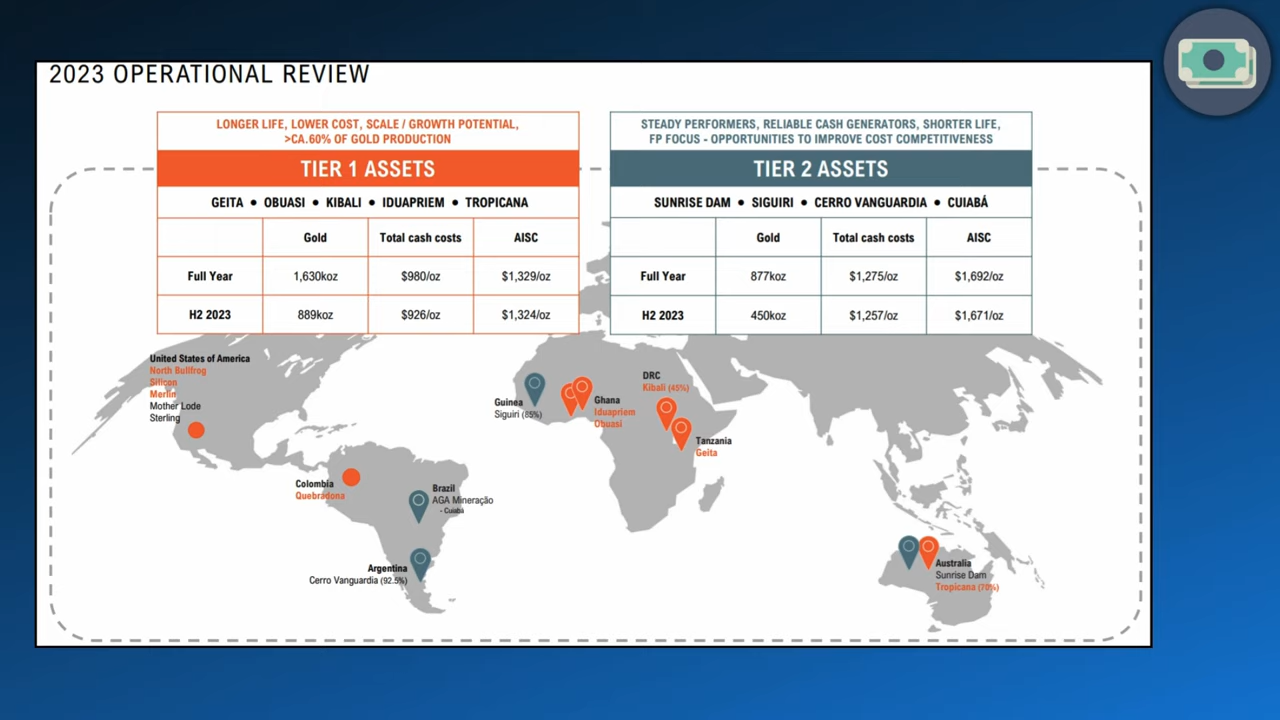 2023 OPERATIONAL REVIEW
LONGER LIFE, LOWER COST, SCALE / GROWTH POTENTIAL,
>CA.60% OF GOLD PRODUCTION
TIER 1 ASSETS
GEITA • OBUASI • KIBALI • IDUAPRIEM • TROPICANA
Gold Total cash costs AISC
Full Year 1,630koz $980/oz $1,329/oz
H2 2023 889koz $926/oz $1,324/oz
STEADY PERFORMERS, RELIABLE CASH GENERATORS, SHORTER LIFE,
FP FOCUS - OPPORTUNITIES TO IMPROVE COST COMPETITIVENESS
TIER 2 ASSETS
SUNRISE DAM • SIGUIRI • CERRO VANGUARDIA • CUIABÁ
Gold Total cash costs AISC
Full Year 877koz $1,275/oz $1,692/oz
H2 2023 450koz $1,257/oz $1,671/oz
United States of America
North Bullfrog
Silicon
Merlin
Mother Lode
Sterling
Colombia
Quebradona
Brazil
AGA Mineração
- Cuiabá
Argentina
Cerro Vanguardia (92.5%)
Guinea
Siguiri (85%)
Ghana
Iduapriem
Obuasi
DRC
Kibali (45%)
Tanzania
Geita
Australia
Sunrise Dam
Tropicana (70%)